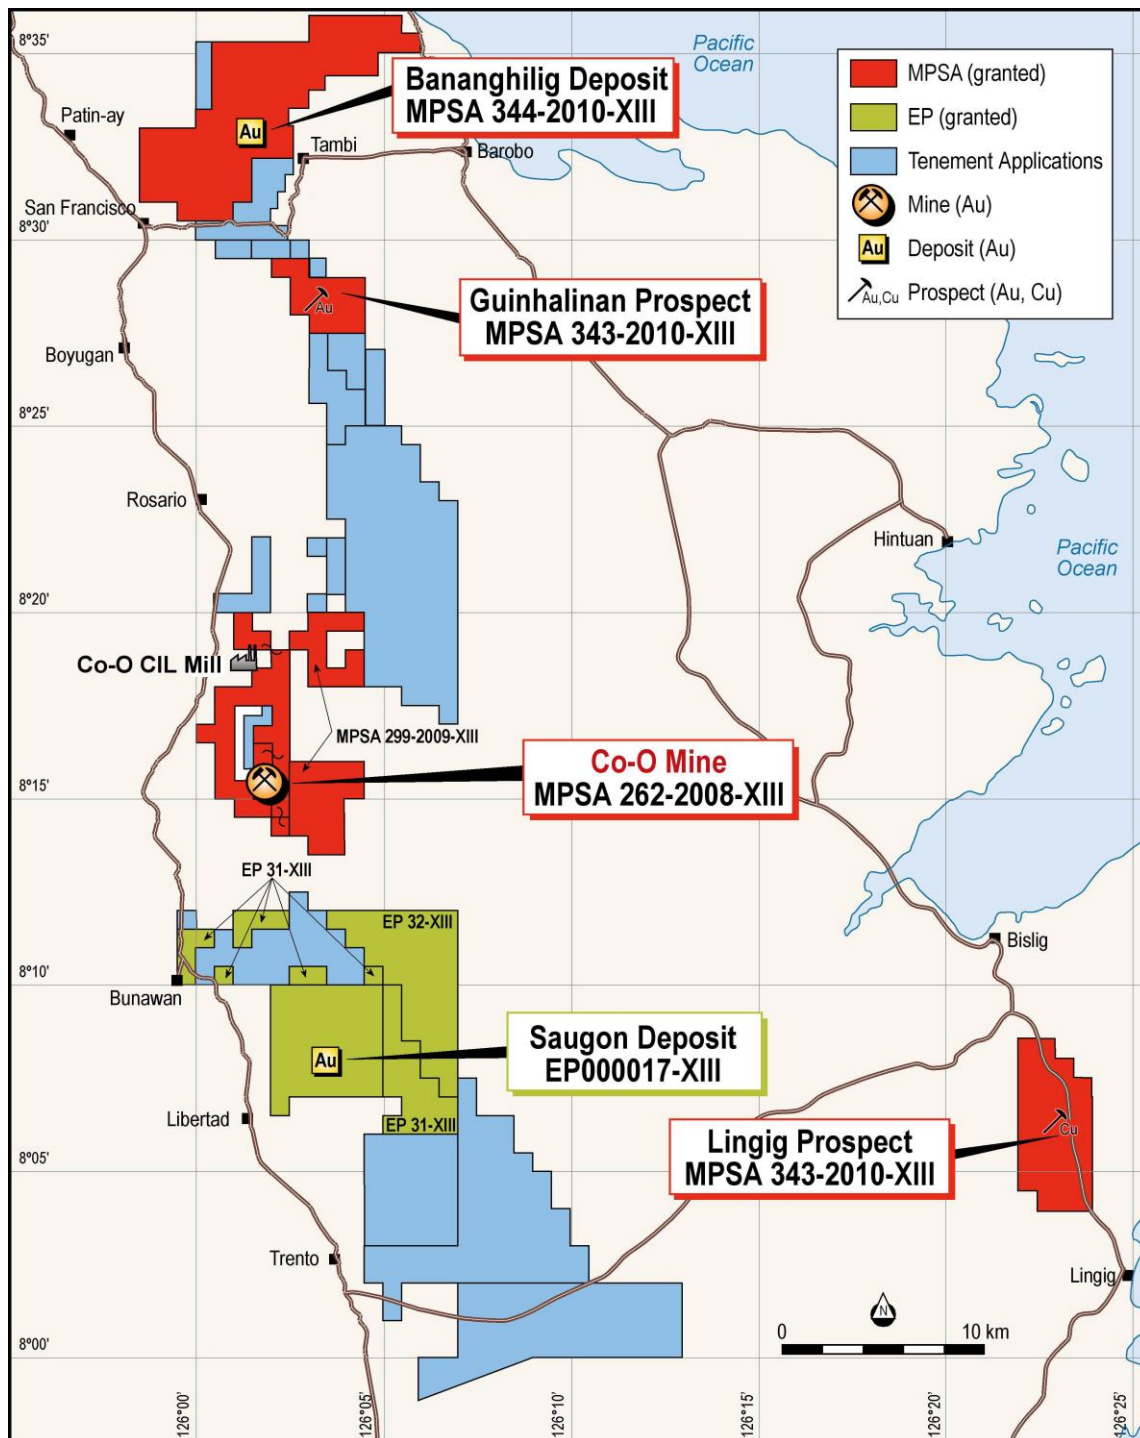 8°35'
Pacific
Ocean
Bananghilig Deposit
MPSA 344-2010-XIII
MPSA (granted)
EP (granted)
Tenement Applications
Mine (Au)
Au
Deposit (Au)
Au,Cu
Prospect (Au, Cu)
Patin-ay
Au
Tambi
Barobo
San Francisco
8°30'
Au
Guinhalinan Prospect
MPSA 343-2010-XIII
Boyugan
8°25'
Rosario
Hintuan
Pacific
Ocean
8°20'
Co-O CIL Mill
MPSA 299-2009-XIII
Co-O Mine
MPSA 262-2008-XIII
8°15'
EP 31-XIII
EP 32-XIII
Bislig
8°10'
Bunawan
Au
Saugon Deposit
EP000017-XIII
Libertad
EP 31-XIII
Cu
Lingig Prospect
MPSA 343-2010-XIII
8°05'
Trento
Lingig
N
0
10 km
8°00'
126°00'
126°05'
126°10'
126°15'
126°20'
126°25'